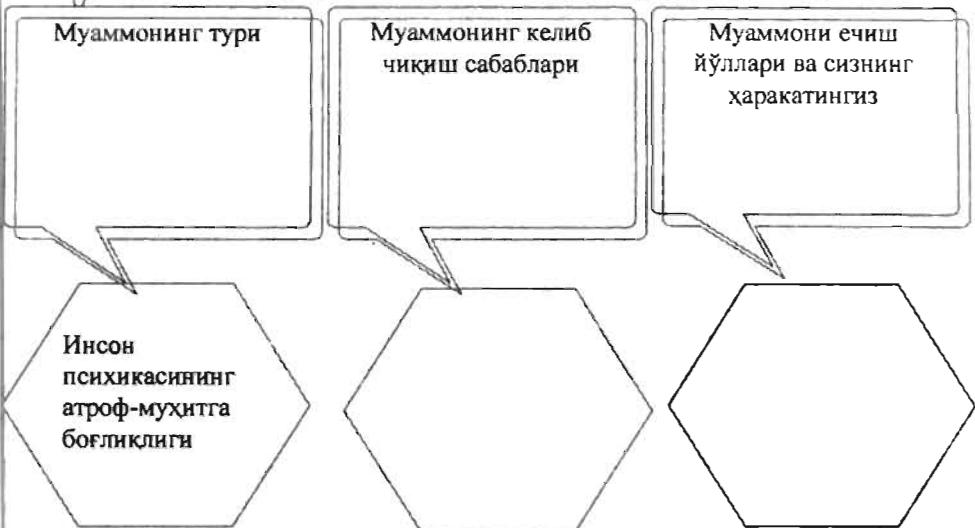 Муаммонинг тури
Муаммонинг келиб
чиқиш сабаблари
Муаммони ечиш
йўллари ва сизнинг
ҳаракатингиз
Инсон
психикасининг
атроф-муҳитга
боғлиқлиги